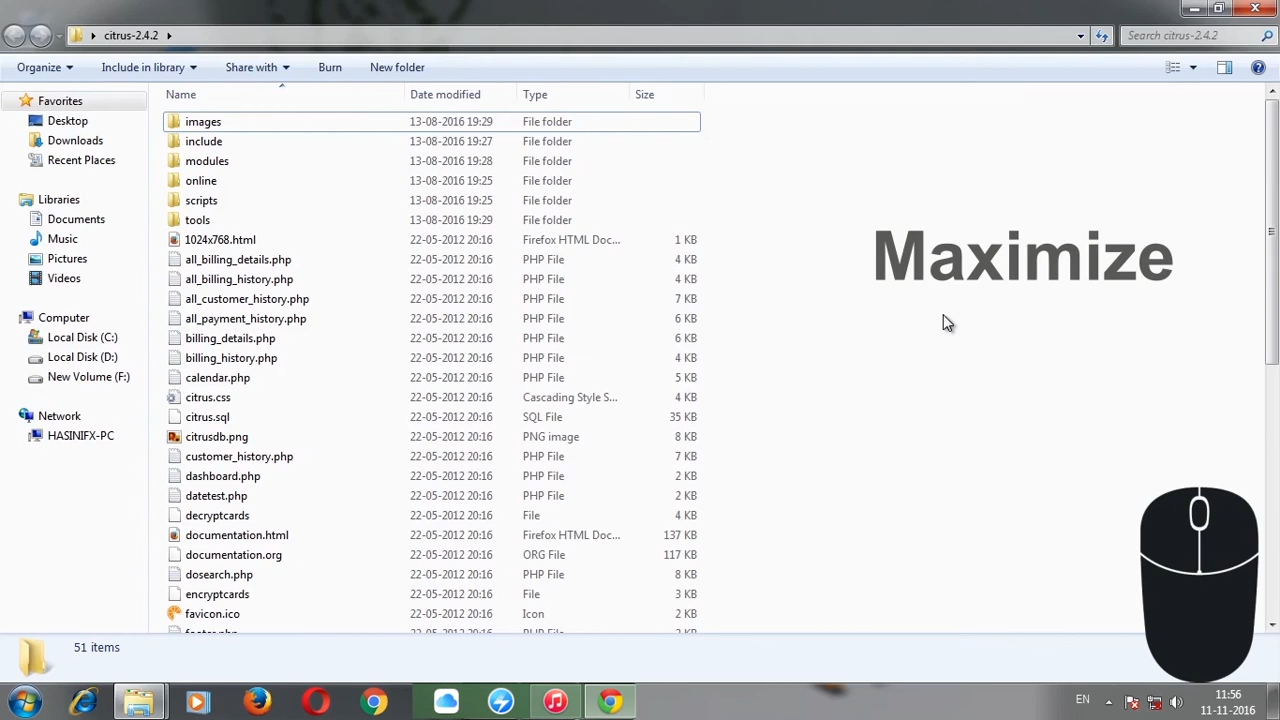 citrus-2.4.2
Search citrus-2.4.2
Organize Include in library Share with Burn New folder
Favorites
Desktop
Downloads
Recent Places
Libraries
Documents
Music
Pictures
Videos
Computer
Local Disk (C:)
Local Disk (D:)
New Volume (F:)
Network
HASINIFX-PC
Name Date modified Type Size
images 13-08-2016 19:29 File folder
include 13-08-2016 19:27 File folder
modules 13-08-2016 19:28 File folder
online 13-08-2016 19:25 File folder
scripts 13-08-2016 19:25 File folder
tools 13-08-2016 19:29 File folder
1024x768.html 22-05-2012 20:16 Firefox HTML Doc... 1 KB
all_billing_details.php 22-05-2012 20:16 PHP File 4 KB
all_billing_history.php 22-05-2012 20:16 PHP File 4 KB
all_customer_history.php 22-05-2012 20:16 PHP File 7 KB
all_payment_history.php 22-05-2012 20:16 PHP File 6 KB
billing_details.php 22-05-2012 20:16 PHP File 6 KB
billing_history.php 22-05-2012 20:16 PHP File 4 KB
calendar.php 22-05-2012 20:16 PHP File 5 KB
citrus.css 22-05-2012 20:16 Cascading Style S... 4 KB
citrus.sql 22-05-2012 20:16 SQL File 35 KB
citrusdb.png 22-05-2012 20:16 PNG image 8 KB
customer_history.php 22-05-2012 20:16 PHP File 7 KB
dashboard.php 22-05-2012 20:16 PHP File 2 KB
datetest.php 22-05-2012 20:16 PHP File 2 KB
decryptcards 22-05-2012 20:16 File 4 KB
documentation.html 22-05-2012 20:16 Firefox HTML Doc... 137 KB
documentation.org 22-05-2012 20:16 ORG File 117 KB
dosearch.php 22-05-2012 20:16 PHP File 8 KB
encryptcards 22-05-2012 20:16 File 3 KB
favicon.ico 22-05-2012 20:16 Icon 2 KB
Maximize
51 items
EN
11:56
11-11-2016